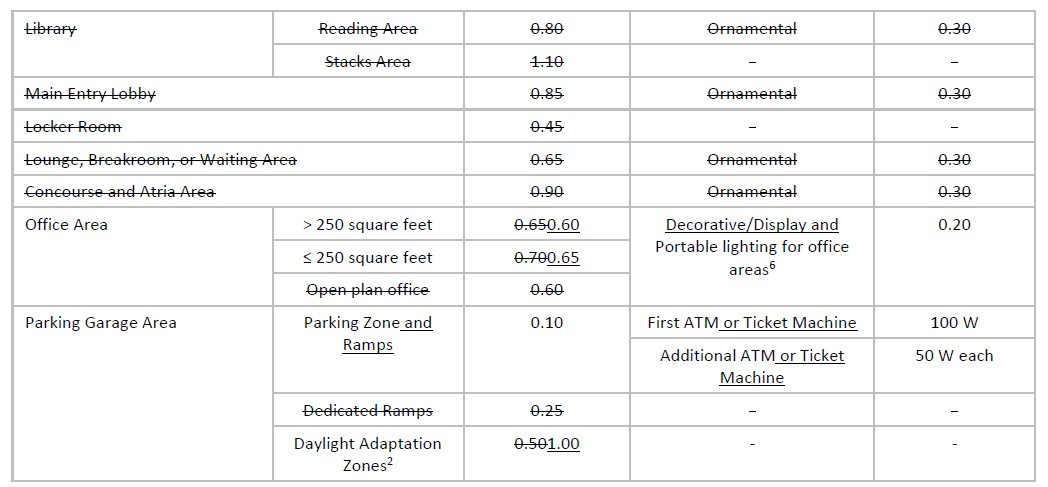 Library Reading Area 0.80 Ornamental 0.30
Stacks Area 1.10 – –
Main Entry Lobby 0.85 Ornamental 0.30
Locker Room 0.45 – –
Lounge, Breakroom, or Waiting Area 0.65 Ornamental 0.30
Concourse and Atria Area 0.90 Ornamental 0.30
Office Area > 250 square feet 0.650.60 Decorative/Display and 0.20
Portable lighting for office
≤ 250 square feet 0.700.65
areas6
Open plan office 0.60
Parking Garage Area Parking Zone and 0.10 First ATM or Ticket Machine 100 W
Ramps
Additional ATM or Ticket 50 W each
Machine
Dedicated Ramps 0.25 – –
Daylight Adaptation 0.501.00 - -
Zones2